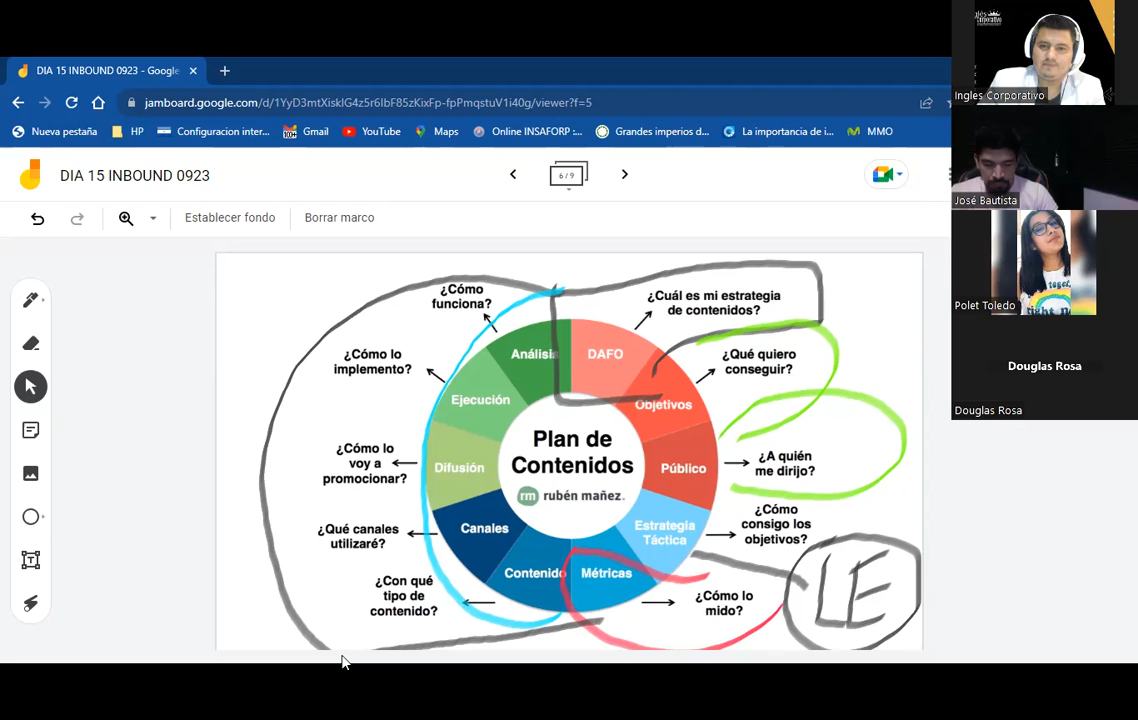 DIA 15 INBOUND 0923 - Google
jamboard.google.com/d/1YyD3mtXisklG4z5r6IbF85zKixFp-fpPmqstuV1i40g/viewer?f=5
Nueva pestaña
HP
Configuracion inter...
Gmail
YouTube
Maps
Online INSAFORP :...
Grandes imperios d...
La importancia de i...
MMO
DIA 15 INBOUND 0923
6 / 9
Establecer fondo
Borrar marco
¿Cómo
funciona?
¿Cuál es mi estrategia
de contenidos?
¿Cómo lo
implemento?
¿Qué quiero
conseguir?
¿Cómo lo
voy a
promocionar?
¿A quién
me dirijo?
¿Qué canales
utilizaré?
¿Cómo
consigo los
objetivos?
¿Con qué
tipo de
contenido?
¿Cómo lo
mido?
Análisis
DAFO
Ejecución
Objetivos
Difusión
Público
Canales
Estrategia
Táctica
Contenido
Métricas
Plan de
Contenidos
rm rubén mañez.
LE
Ingles Corporativo
José Bautista
Polet Toledo
Douglas Rosa
Douglas Rosa